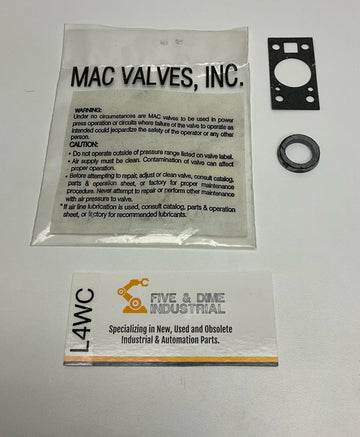 MAC VALVES, INC.
WARNING:
Under no circumstances are MAC valves to be used in power
press operation or circuits where failure of the valve to operate as
intended could jeopardize the safety of the operator or any other
person.
CAUTION:
• Do not operate outside of pressure range listed on valve label.
• Air supply must be clean. Contamination of valve can affect
proper operation.
• Before attempting to repair, adjust or clean valve, consult catalog,
parts & operation sheet, or factory for proper maintenance
procedure. Never attempt to repair or perform other maintenance
with air pressure to valve.
* If air line lubrication is used, consult catalog, parts & operation
sheet, or factory for recommended lubricants.
L4WC
FIVE & DIME
INDUSTRIAL
Specializing in New, Used and Obsolete
Industrial & Automation Parts.